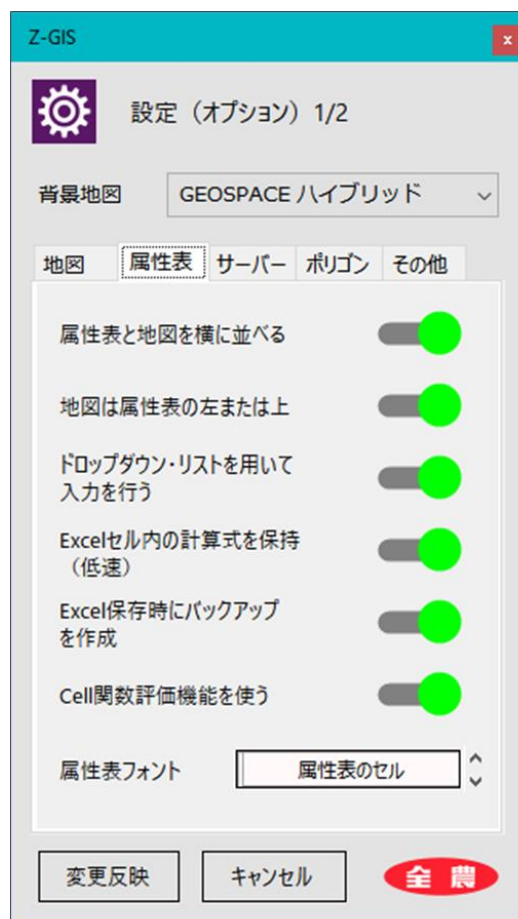 Z-GIS
x
設定（オプション）1/2
背景地図 GEOSPACE ハイブリッド
地図 属性表 サーバー ポリゴン その他
属性表と地図を横に並べる
地図は属性表の左または上
ドロップダウン・リストを用いて
入力を行う
Excelセル内の計算式を保持
（低速）
Excel保存時にバックアップ
を作成
Cell関数評価機能を使う
属性表フォント 属性表のセル
変更反映 キャンセル 全農